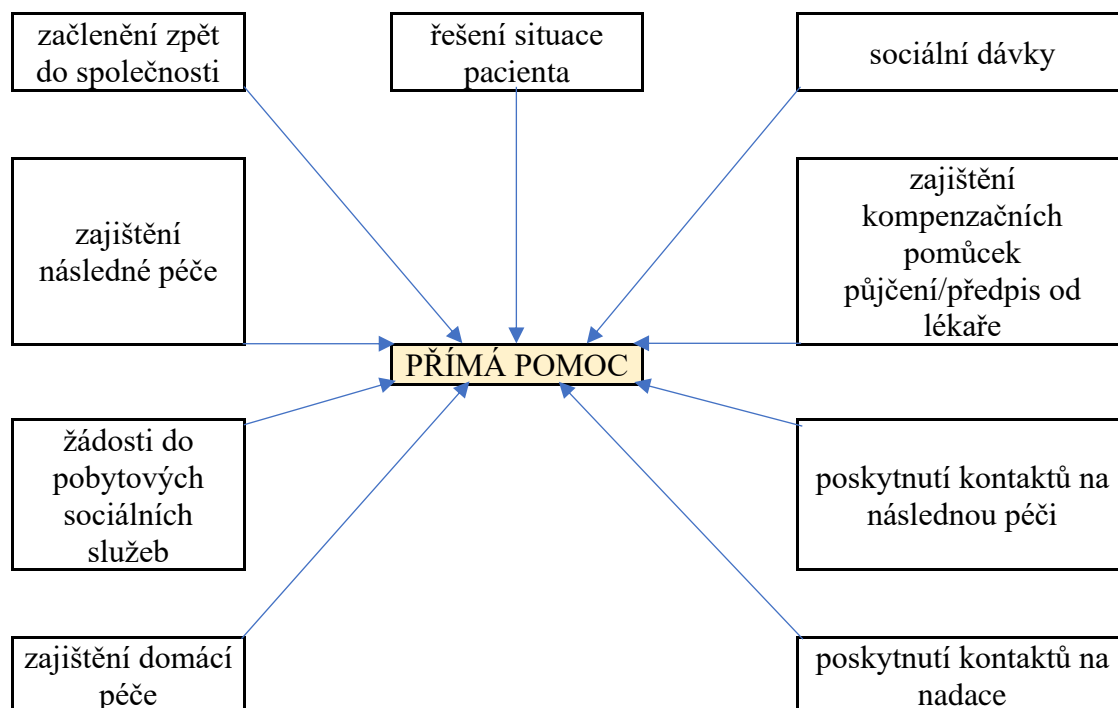 začlenění zpět
do společnosti
řešení situace
pacienta
sociální dávky
zajištění
následné péče
zajištění
kompenzačních
pomůcek
půjčení/předpis od
lékaře
PŘÍMÁ POMOC
žádosti do
pobytových
sociálních
služeb
poskytnutí kontaktů na
následnou péči
zajištění domácí
péče
poskytnutí kontaktů na
nadace